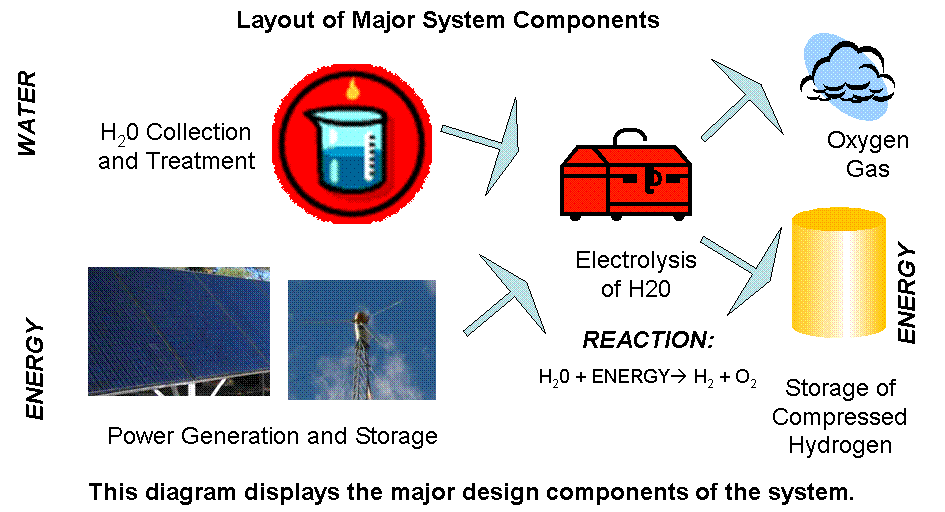 Layout of Major System Components
WATER
H₂0 Collection
and Treatment
Oxygen
Gas
Electrolysis
of H20
ENERGY
ENERGY
REACTION:
H₂0 + ENERGY→ H₂ + O₂
Power Generation and Storage
Storage of
Compressed
Hydrogen
This diagram displays the major design components of the system.